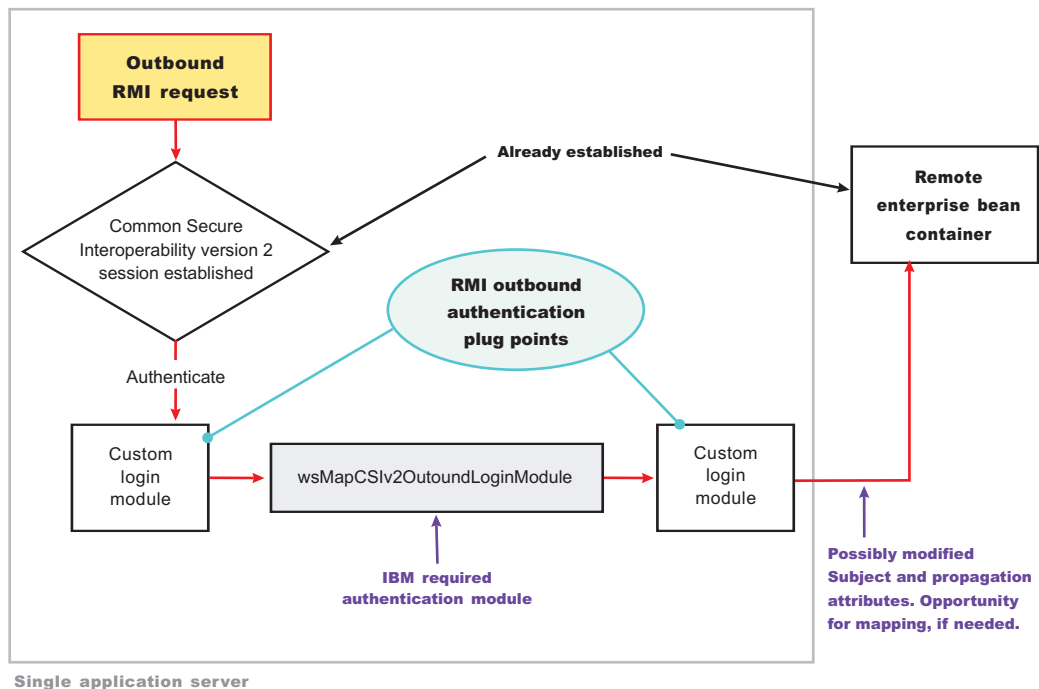 Outbound
RMI request
Already established
Remote
enterprise bean
container
Common Secure
Interoperability version 2
session established
RMI outbound
authentication
plug points
Authenticate
Custom
login
module
wsMapCSIv2OutoundLoginModule
Custom
login
module
IBM required
authentication module
Possibly modified
Subject and propagation
attributes. Opportunity
for mapping, if needed.
Single application server